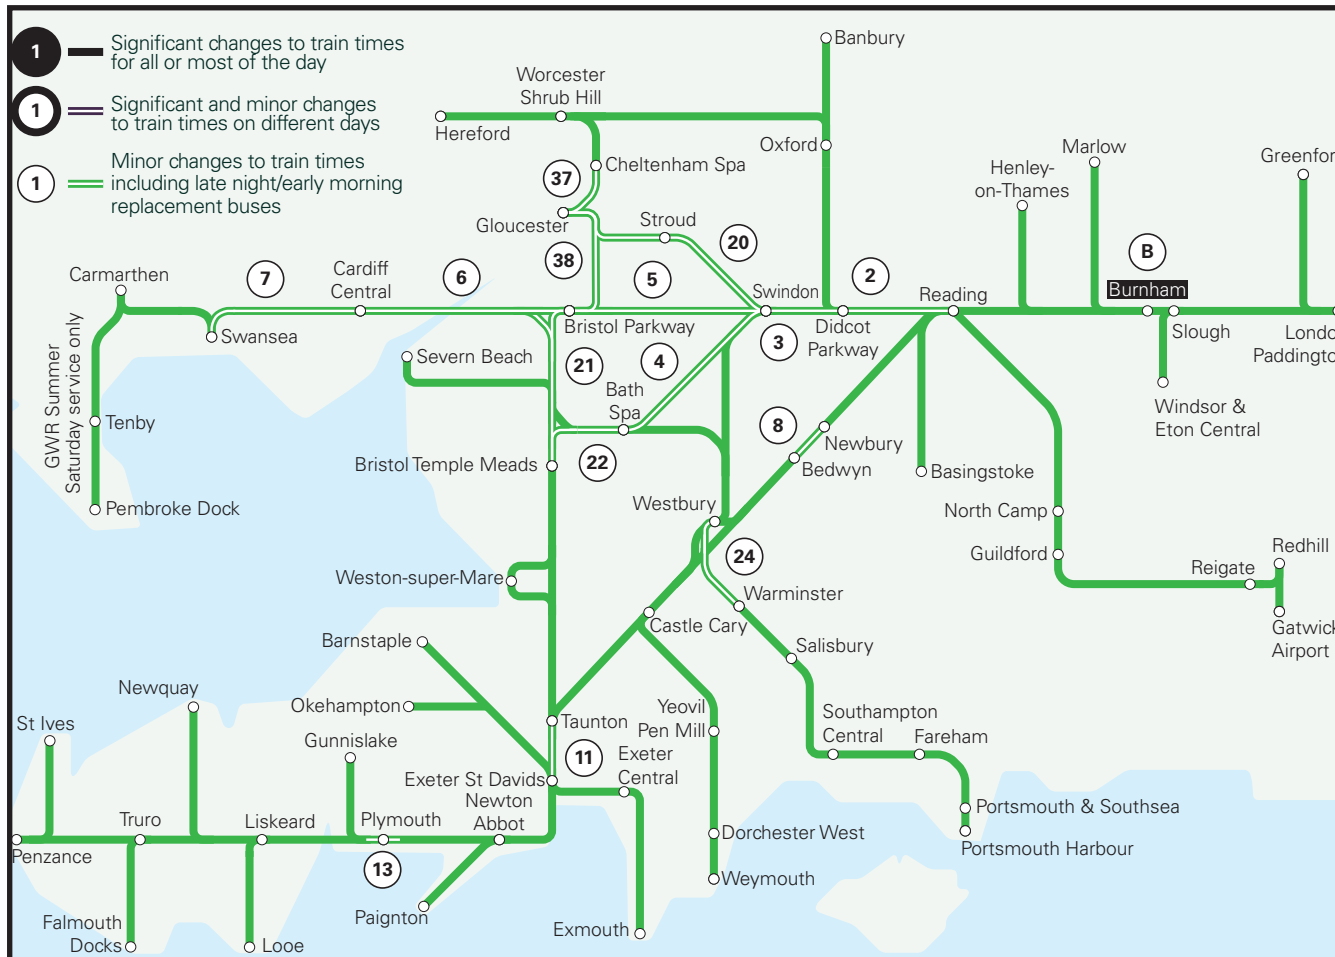 1
Significant changes to train times
for all or most of the day
1
Significant and minor changes
to train times on different days
1
Minor changes to train times
including late night/early morning
replacement buses
Banbury
Worcester
Shrub Hill
Hereford
Oxford
Marlow
Greenfor
Henley-
on-Thames
Cheltenham Spa
37
Gloucester
Stroud
20
38
B
Carmarthen
7
Cardiff
Central
6
5
Swindon
2
Reading
Burnham
Swansea
Bristol Parkway
Didcot
Parkway
Slough
Londo
Paddingto
3
Severn Beach
21
4
GWR Summer
Saturday service only
Bath
Spa
Tenby
Windsor &
Eton Central
8
Newbury
Bristol Temple Meads
22
Bedwyn
Basingstoke
Pembroke Dock
Westbury
North Camp
24
Guildford
Redhill
Reigate
Weston-super-Mare
Warminster
Castle Cary
Gatwick
Airport
Barnstaple
Salisbury
Newquay
Okehampton
St Ives
Taunton
Yeovil
Pen Mill
Southampton
Central
Fareham
Gunnislake
11
Exeter
Central
Exeter St Davids
Newton
Abbot
Portsmouth & Southsea
Truro
Liskeard
Plymouth
Dorchester West
Portsmouth Harbour
Penzance
13
Weymouth
Paignton
Falmouth
Docks
Looe
Exmouth